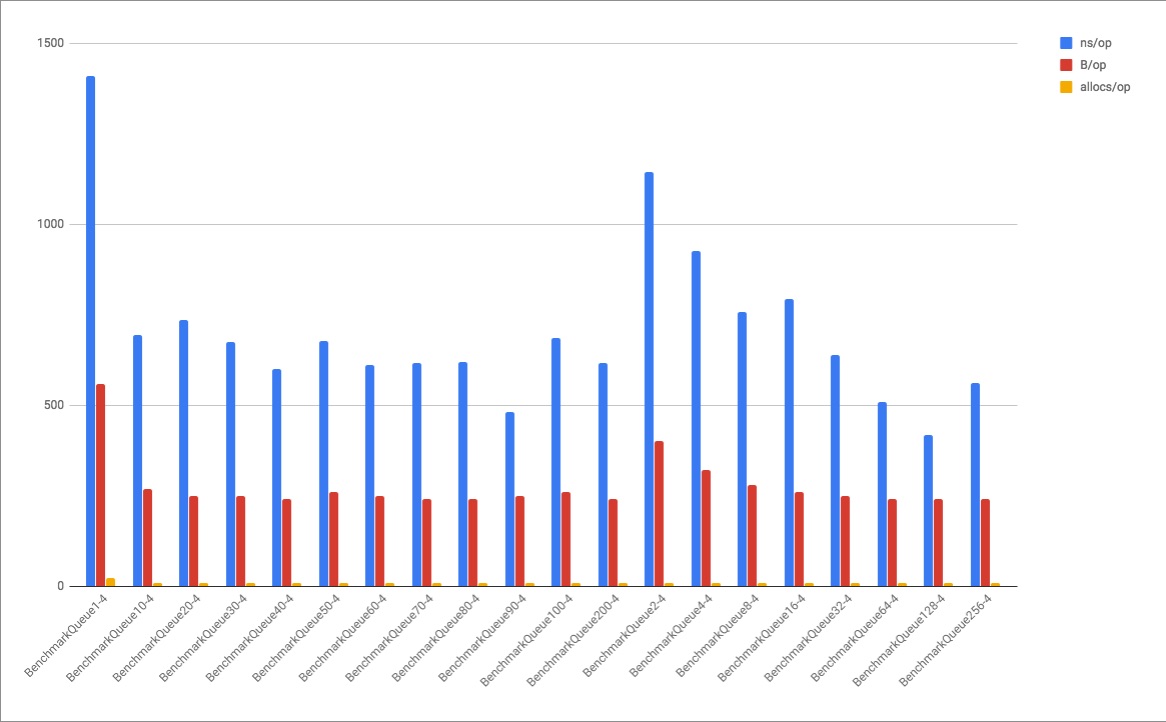 1500
1000
500
0
ns/op
B/op
allocs/op
BenchmarkQueue1-4
BenchmarkQueue10-4
BenchmarkQueue20-4
BenchmarkQueue30-4
BenchmarkQueue40-4
BenchmarkQueue50-4
BenchmarkQueue60-4
BenchmarkQueue70-4
BenchmarkQueue80-4
BenchmarkQueue90-4
BenchmarkQueue100-4
BenchmarkQueue200-4
BenchmarkQueue2-4
BenchmarkQueue4-4
BenchmarkQueue8-4
BenchmarkQueue16-4
BenchmarkQueue32-4
BenchmarkQueue64-4
BenchmarkQueue128-4
BenchmarkQueue256-4